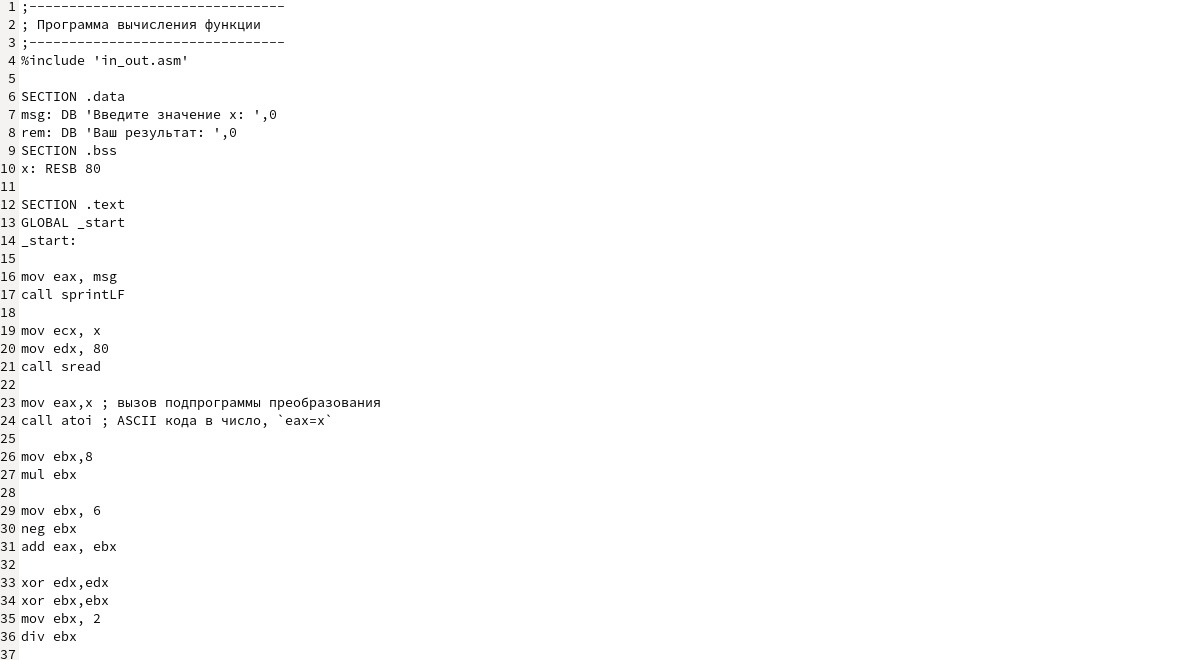 1 ;--------------------------------
2 ; Программа вычисления функции
3 ;--------------------------------
4 %include 'in_out.asm'
5
6 SECTION .data
7 msg: DB 'Введите значение x: ',0
8 rem: DB 'Ваш результат: ',0
9 SECTION .bss
10 x: RESB 80
11
12 SECTION .text
13 GLOBAL _start
14 _start:
15
16 mov eax, msg
17 call sprintLF
18
19 mov ecx, x
20 mov edx, 80
21 call sread
22
23 mov eax,x ; вызов подпрограммы преобразования
24 call atoi ; ASCII кода в число, `eax=x`
25
26 mov ebx,8
27 mul ebx
28
29 mov ebx, 6
30 neg ebx
31 add eax, ebx
32
33 xor edx,edx
34 xor ebx,ebx
35 mov ebx, 2
36 div ebx
37